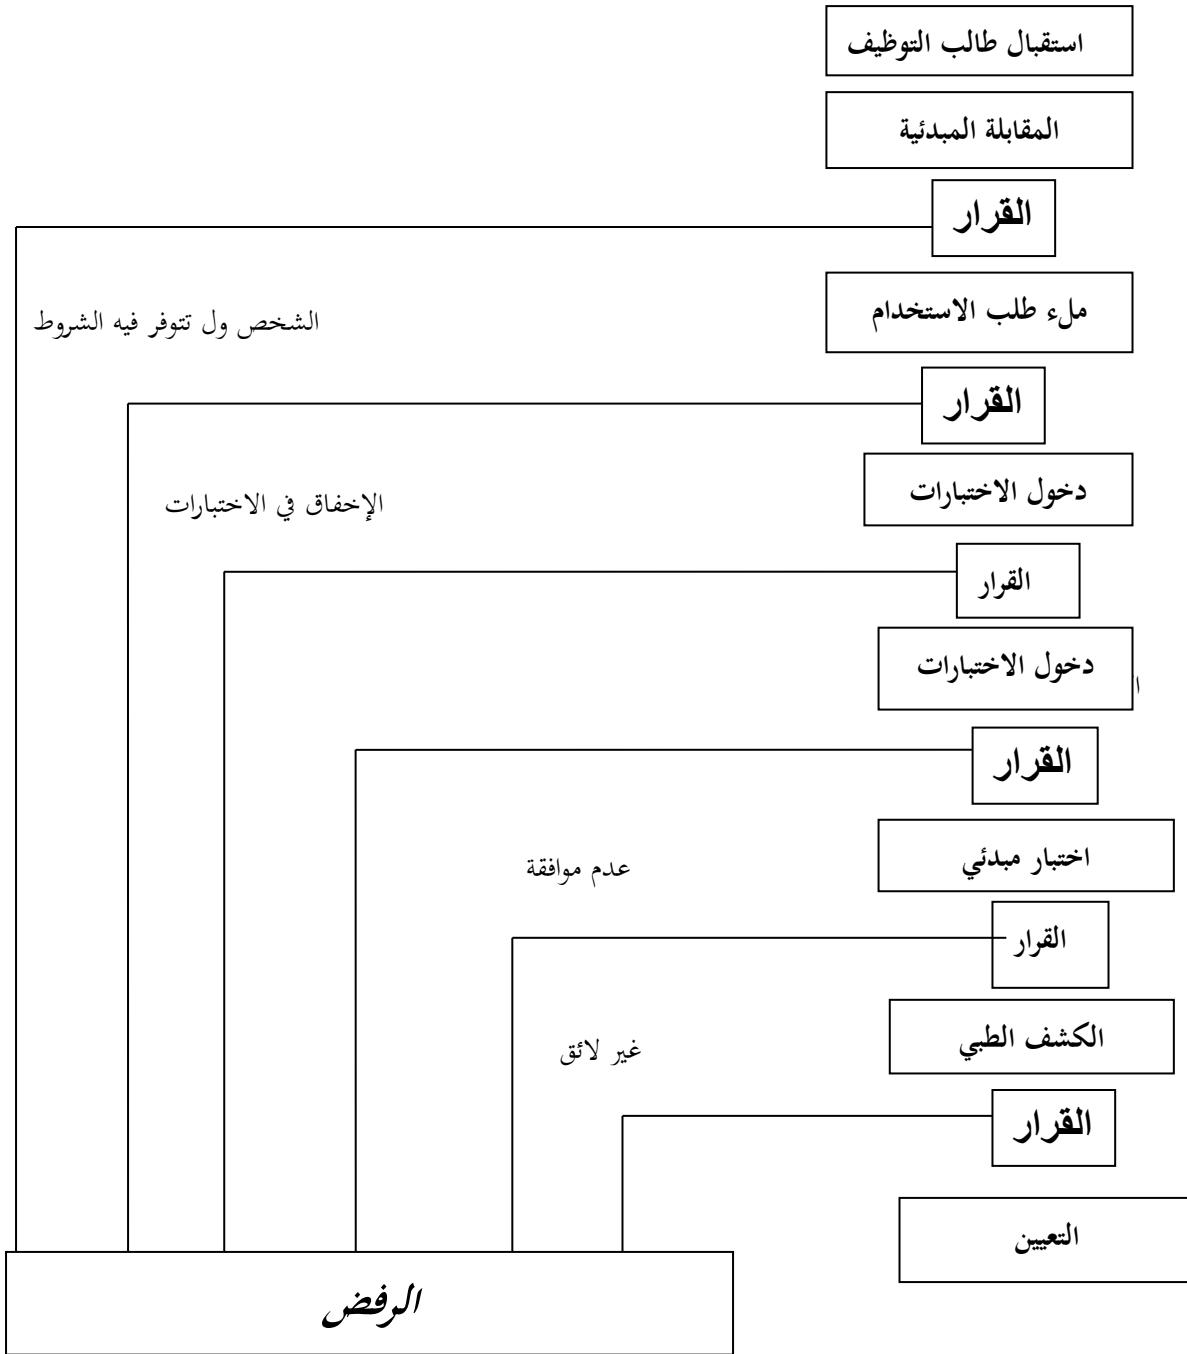 استقبال طالب التوظيف
المقابلة المبدئية
القرار
ملء طلب الاستخدام
الشخص ول تتوفر فيه الشروط
القرار
دخول الاختبارات
الإخفاق في الاختبارات
القرار
دخول الاختبارات
القرار
اختبار مبدئي
عدم موافقة
القرار
الكشف الطبي
غير لائق
القرار
التعيين
الرفض